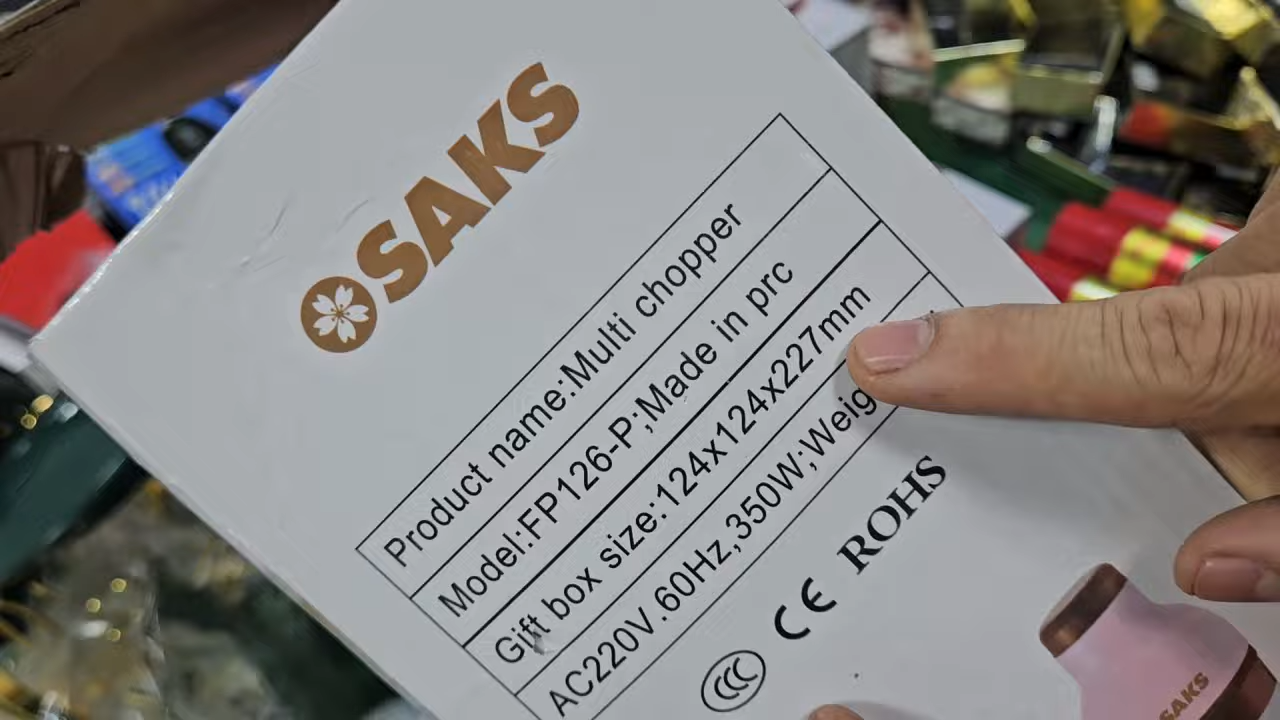 SAKS
Product name:Multi chopper
Model:FP126-P;Made in prc
Gift box size:124x124x227mm
AC220V.60Hz,350W;Weig
CCC CE ROHS
SAKS